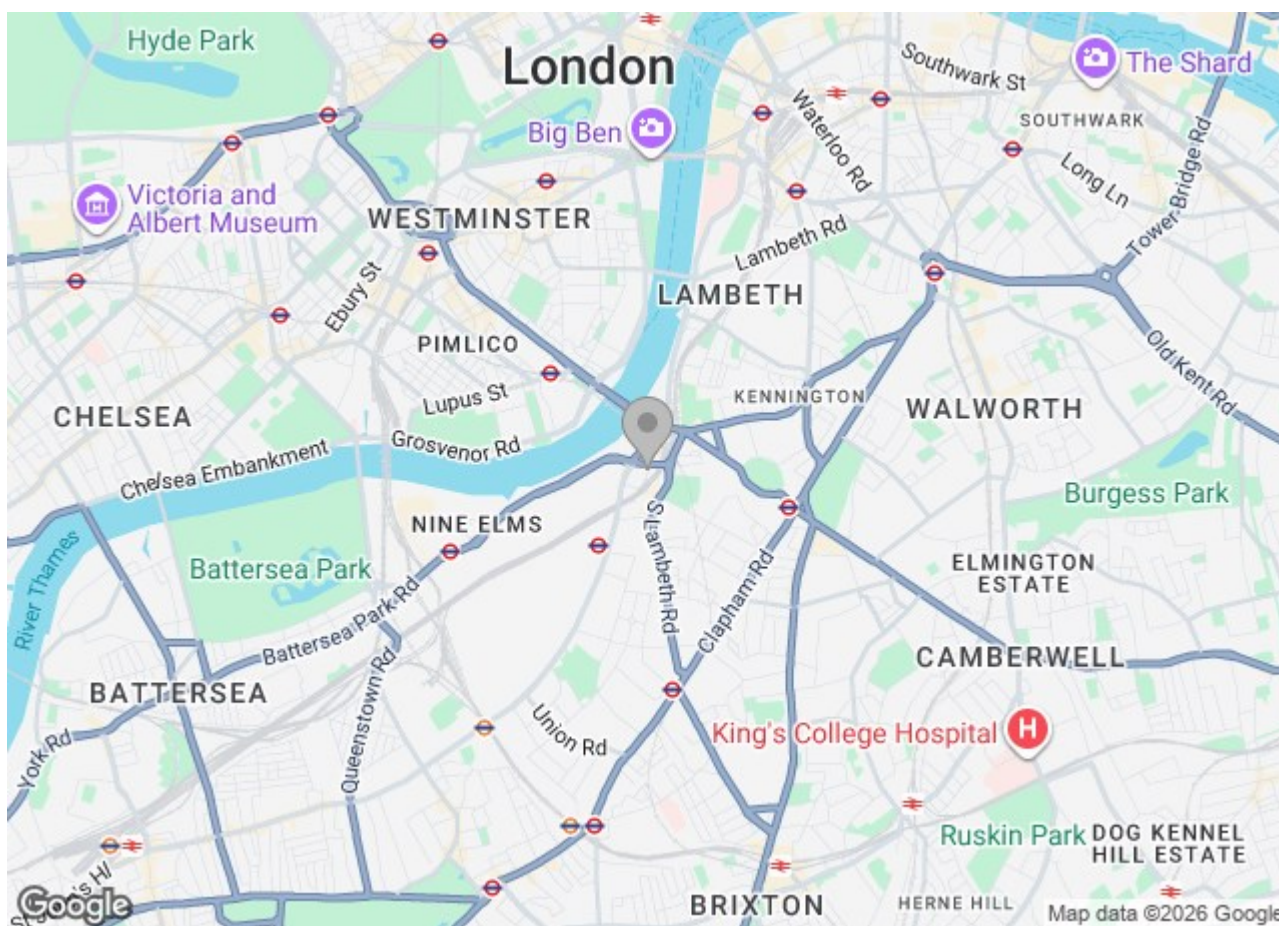 Hyde Park
London
The Shard
Southwark St
Big Ben
SOUTHWARK
Waterloo Rd
Long Ln
Tower Bridge Rd
Victoria and
Albert Museum
WESTMINSTER
Lambeth Rd
Ebury St
LAMBETH
PIMLICO
Old Kent Rd
Lupus St
KENNINGTON
CHELSEA
WALWORTH
Grosvenor Rd
Chelsea Embankment
Burgess Park
NINE ELMS
S Lambeth Rd
River Thames
Battersea Park
Clapham Rd
ELMINGTON
ESTATE
Battersea Park Rd
CAMBERWELL
BATTERSEA
Queenstown Rd
Union Rd
King's College Hospital
H
York Rd
Ruskin Park
DOG KENNEL
HILL ESTATE
BRIXTON
HERNE HILL
Google
Map data ©2026 Google